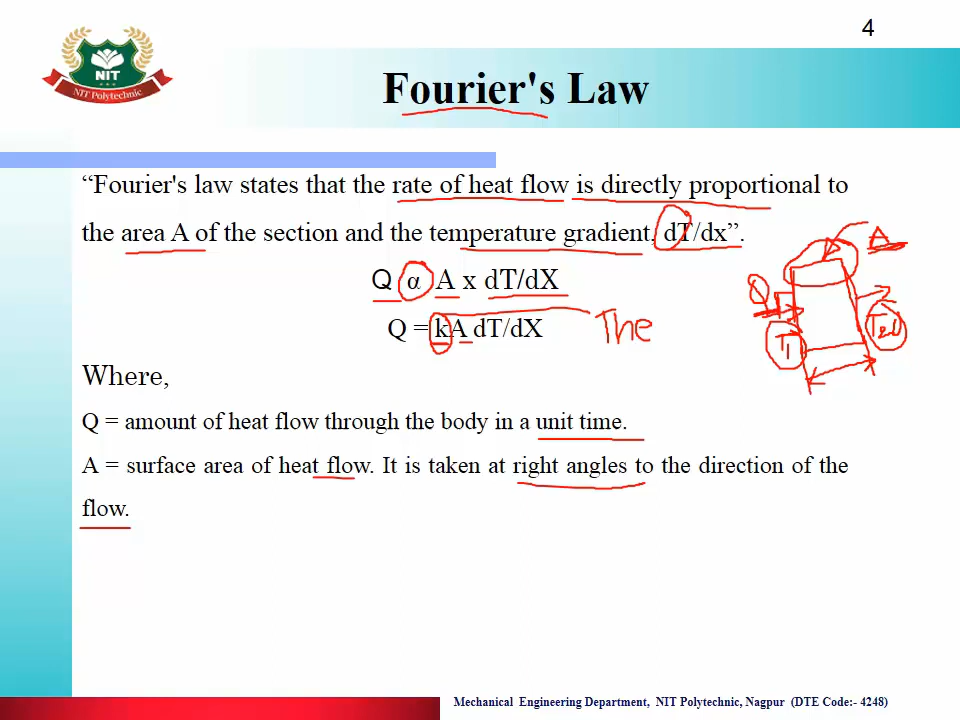 4
NIT
NIT Polytechnic
Fourier's Law
“Fourier's law states that the rate of heat flow is directly proportional to
the area A of the section and the temperature gradient, dT/dx”.
Q α A x dT/dX
Q = kA dT/dX
The
A
Q
T1
Where,
Q = amount of heat flow through the body in a unit time.
A = surface area of heat flow. It is taken at right angles to the direction of the
flow.
Mechanical Engineering Department, NIT Polytechnic, Nagpur (DTE Code:- 4248)